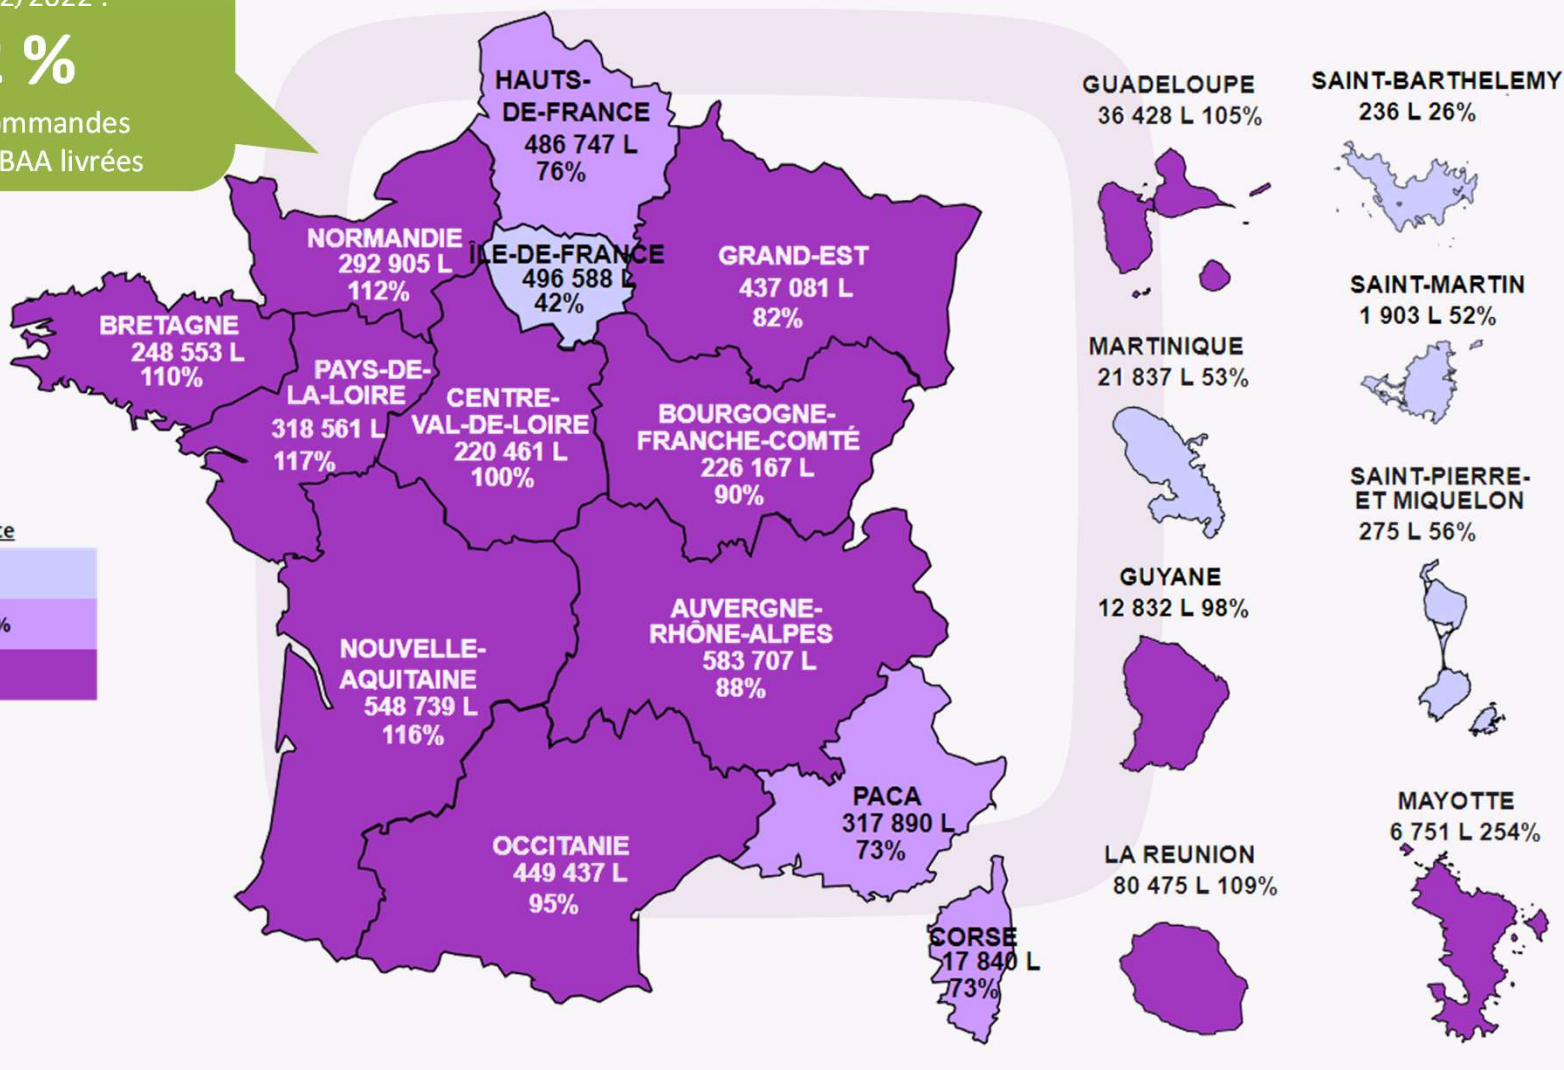 2/2022 :
%
ommandes
BAA livrées
HAUTS-
DE-FRANCE
486 747 L
76%
NORMANDIE
292 905 L
112%
ÎLE-DE-FRANCE
496 588 L
42%
GRAND-EST
437 081 L
82%
BRETAGNE
248 553 L
110%
PAYS-DE-
LA-LOIRE
318 561 L
117%
CENTRE-
VAL-DE-LOIRE
220 461 L
100%
BOURGOGNE-
FRANCHE-COMTÉ
226 167 L
90%
ce
%
NOUVELLE-
AQUITAINE
548 739 L
116%
AUVERGNE-
RHÔNE-ALPES
583 707 L
88%
OCCITANIE
449 437 L
95%
PACA
317 890 L
73%
CORSE
17 840 L
73%
GUADELOUPE
36 428 L 105%
SAINT-BARTHELEMY
236 L 26%
SAINT-MARTIN
1 903 L 52%
MARTINIQUE
21 837 L 53%
SAINT-PIERRE-
ET MIQUELON
275 L 56%
GUYANE
12 832 L 98%
MAYOTTE
6 751 L 254%
LA REUNION
80 475 L 109%